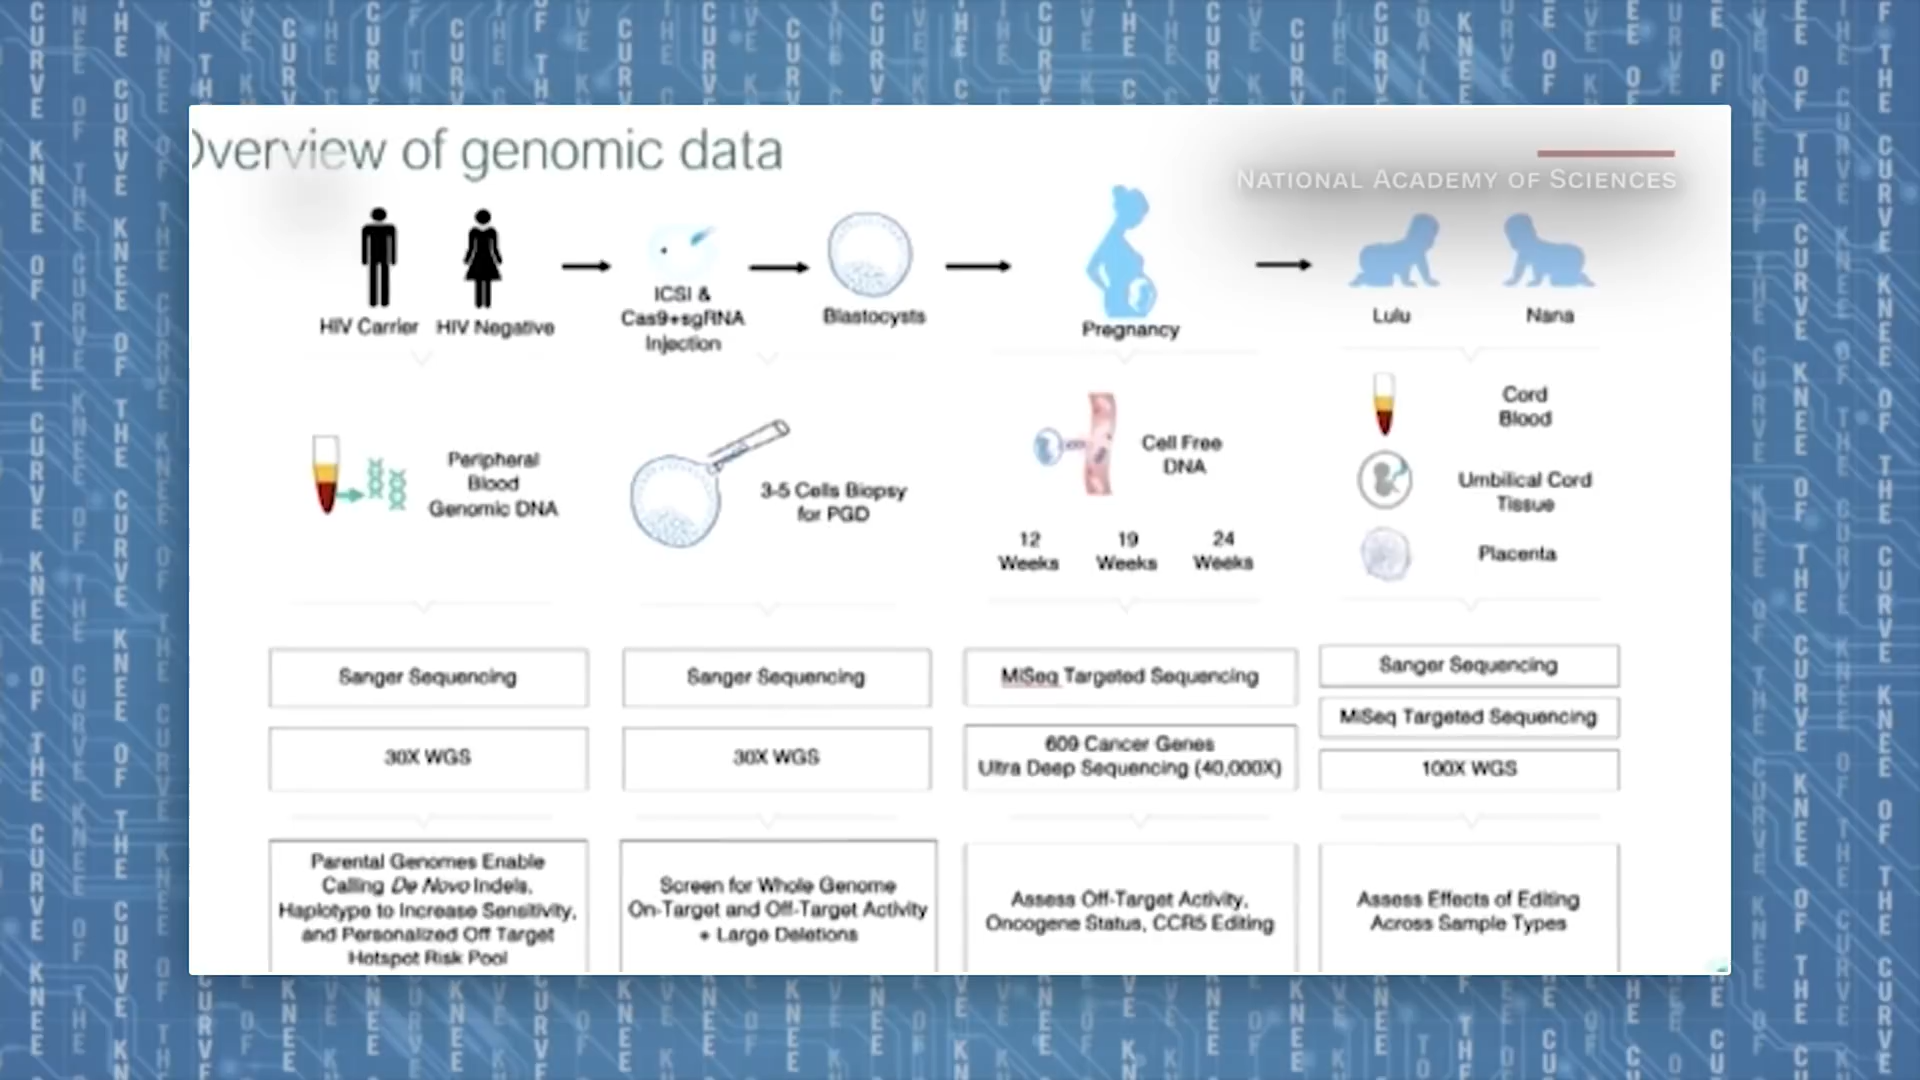 Overview of genomic data
NATIONAL ACADEMY OF SCIENCES
HIV Carrier
HIV Negative
ICSI &
Cas9+sgRNA
Injection
Blastocysts
Pregnancy
Lulu
Nana
Peripheral
Blood
Genomic DNA
3-5 Cells Biopsy
for PGD
Cell Free
DNA
12
Weeks
19
Weeks
24
Weeks
Cord
Blood
Umbilical Cord
Tissue
Placenta
Sanger Sequencing
30X WGS
Parental Genomes Enable
Calling De Novo Indels,
Haplotype to Increase Sensitivity,
and Personalized Off Target
Hotspot Risk Pool
Sanger Sequencing
30X WGS
Screen for Whole Genome
On-Target and Off-Target Activity
+ Large Deletions
MiSeq Targeted Sequencing
609 Cancer Genes
Ultra Deep Sequencing (40,000X)
Assess Off-Target Activity,
Oncogene Status, CCR5 Editing
Sanger Sequencing
MiSeq Targeted Sequencing
100X WGS
Assess Effects of Editing
Across Sample Types
KNEE OF THE CURVE